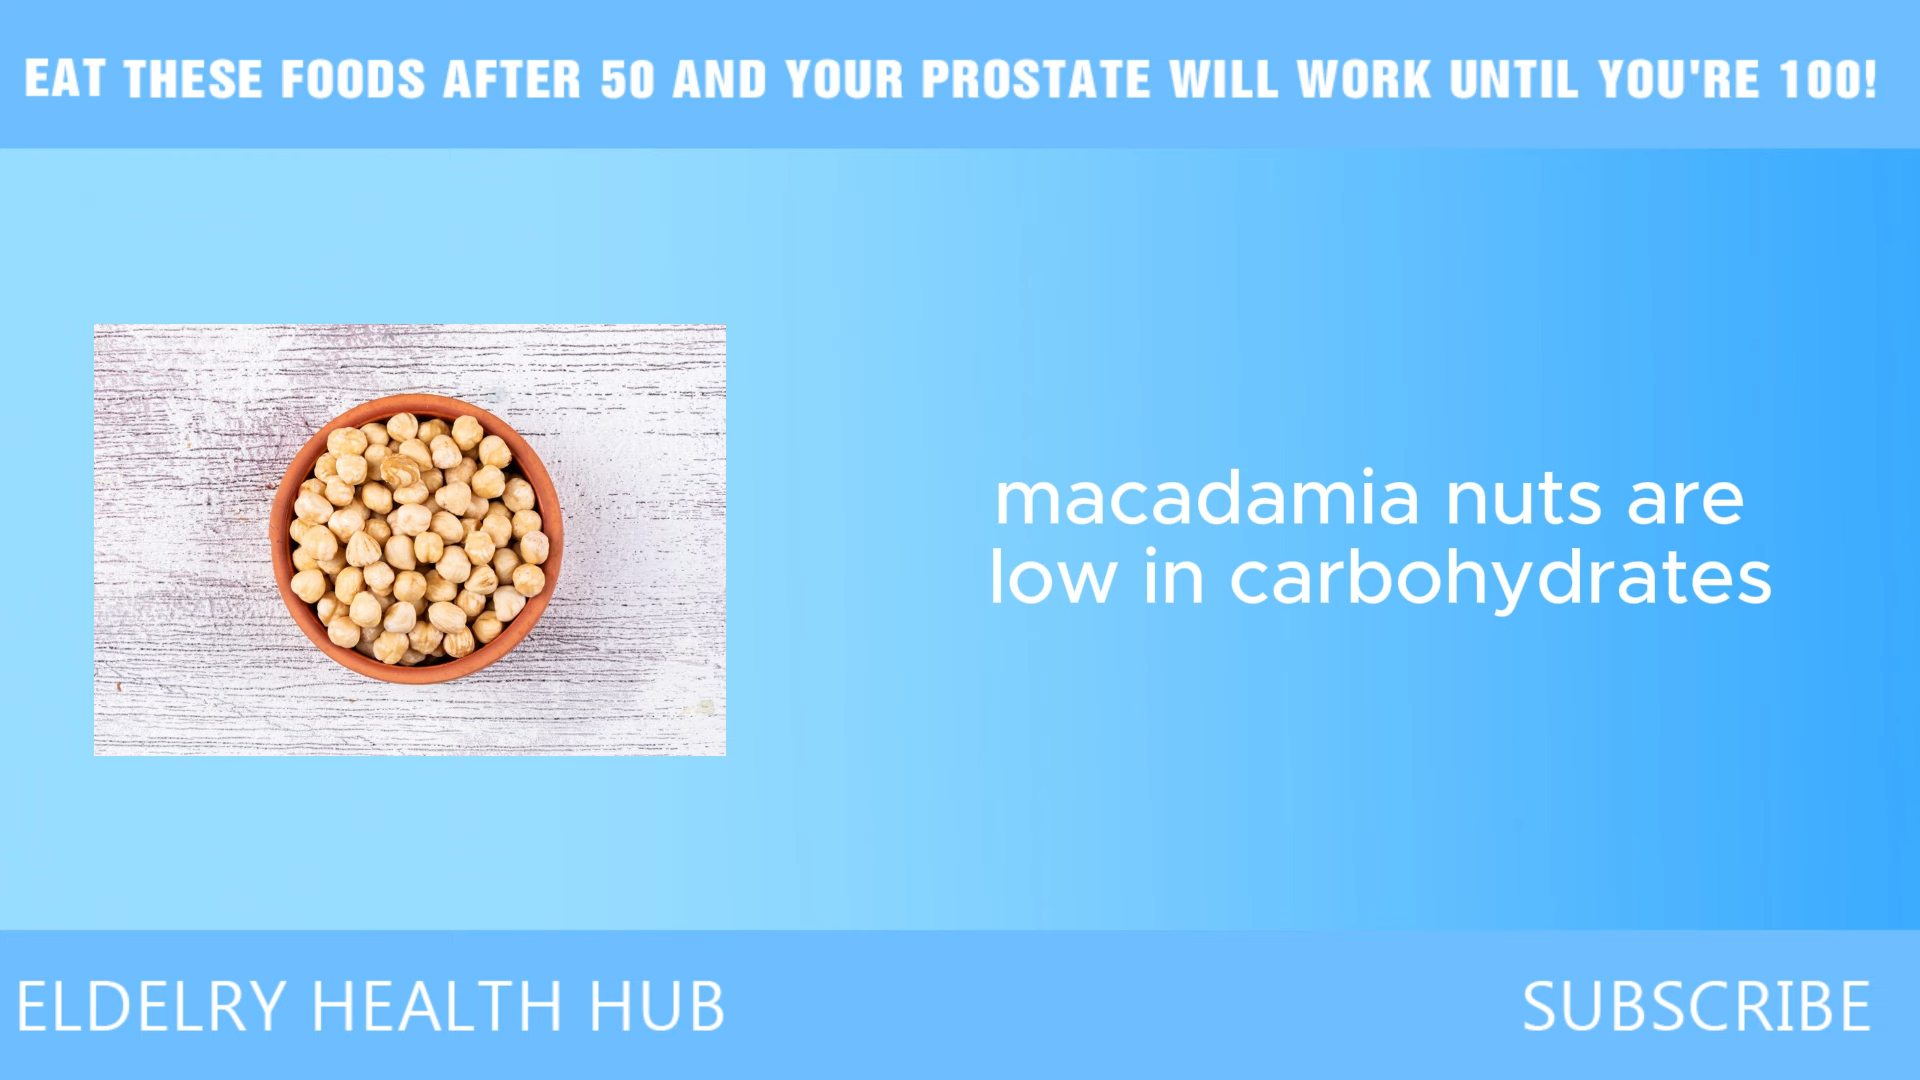 EAT THESE FOODS AFTER 50 AND YOUR PROSTATE WILL WORK UNTIL YOU'RE 100!
macadamia nuts are
low in carbohydrates
ELDELRY HEALTH HUB
SUBSCRIBE